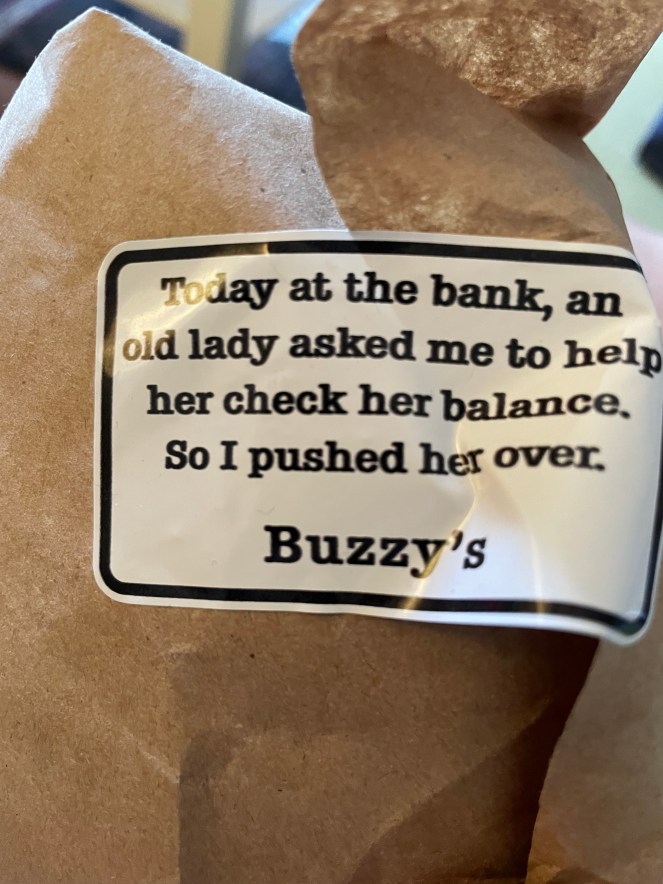 Today at the bank, an
old lady asked me to help
her check her balance.
So I pushed her over.
Buzzy's